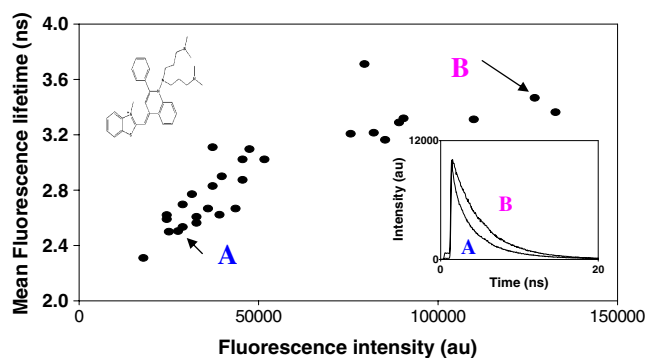 Mean Fluorescence lifetime (ns)
4.0
3.6
3.2
2.8
2.4
2.0
0
50000
100000
150000
Fluorescence intensity (au)
A
B
Intensity (au)
12000
0
0
20
Time (ns)
B
A